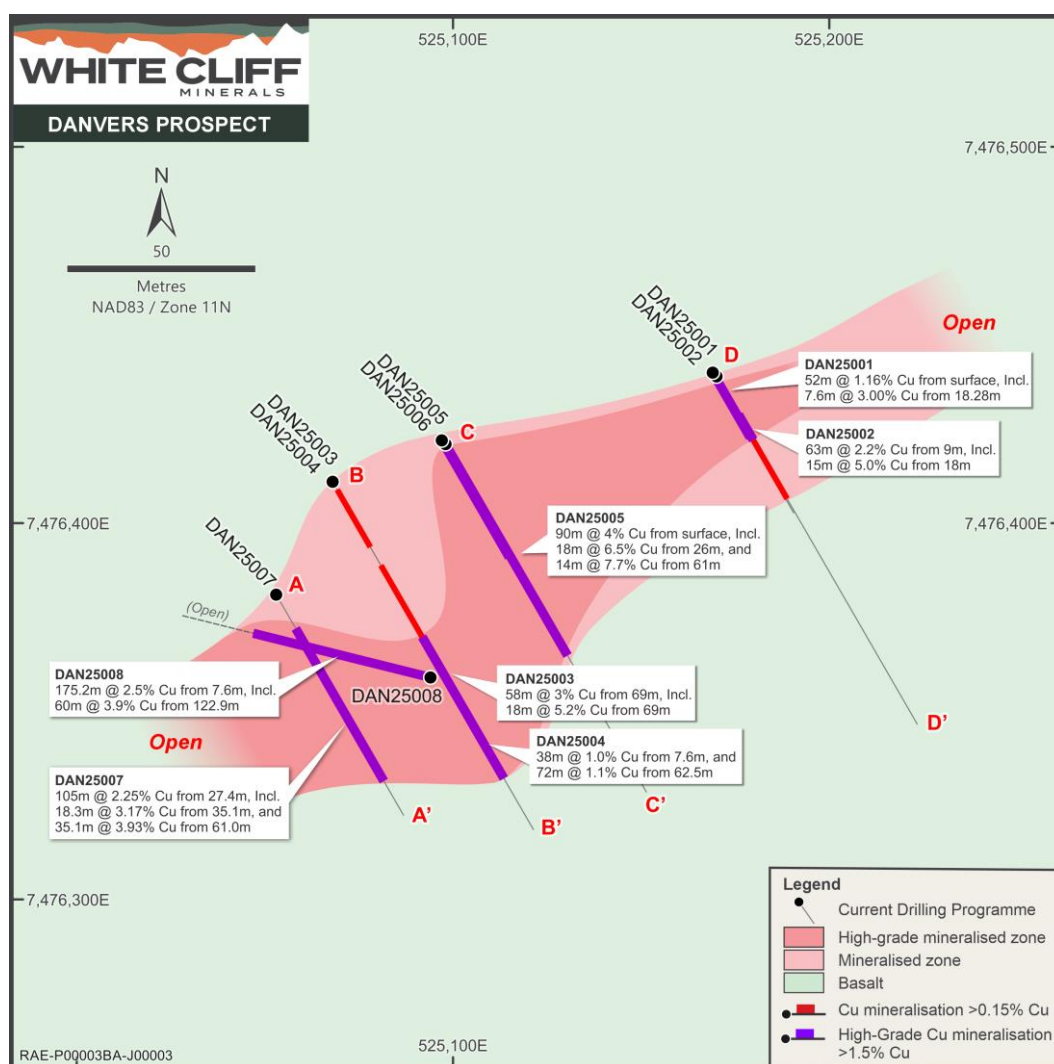 WHITE CLIFF
MINERALS
DANVERS PROSPECT
525,100E
525,200E
7,476,500E
N
50
Metres
NAD83 / Zone 11N
Open
DAN25001
DAN25002
D
DAN25001
52m @ 1.16% Cu from surface, Incl.
7.6m @ 3.00% Cu from 18.28m
DAN25002
63m @ 2.2% Cu from 9m, Incl.
15m @ 5.0% Cu from 18m
DAN25005
DAN25006
C
DAN25003
DAN25004
B
7,476,400E
7,476,400E
DAN25005
90m @ 4% Cu from surface, Incl.
18m @ 6.5% Cu from 26m, and
14m @ 7.7% Cu from 61m
DAN25007
A
(Open)
DAN25008
175.2m @ 2.5% Cu from 7.6m, Incl.
60m @ 3.9% Cu from 122.9m
DAN25008
DAN25003
58m @ 3% Cu from 69m, Incl.
18m @ 5.2% Cu from 69m
DAN25004
38m @ 1.0% Cu from 7.6m, and
72m @ 1.1% Cu from 62.5m
Open
DAN25007
105m @ 2.25% Cu from 27.4m, Incl.
18.3m @ 3.17% Cu from 35.1m, and
35.1m @ 3.93% Cu from 61.0m
A’
B’
C’
D’
7,476,300E
Legend
Current Drilling Programme
High-grade mineralised zone
Mineralised zone
Basalt
Cu mineralisation >0.15% Cu
High-Grade Cu mineralisation
>1.5% Cu
RAE-P00003BA-J00003
525,100E